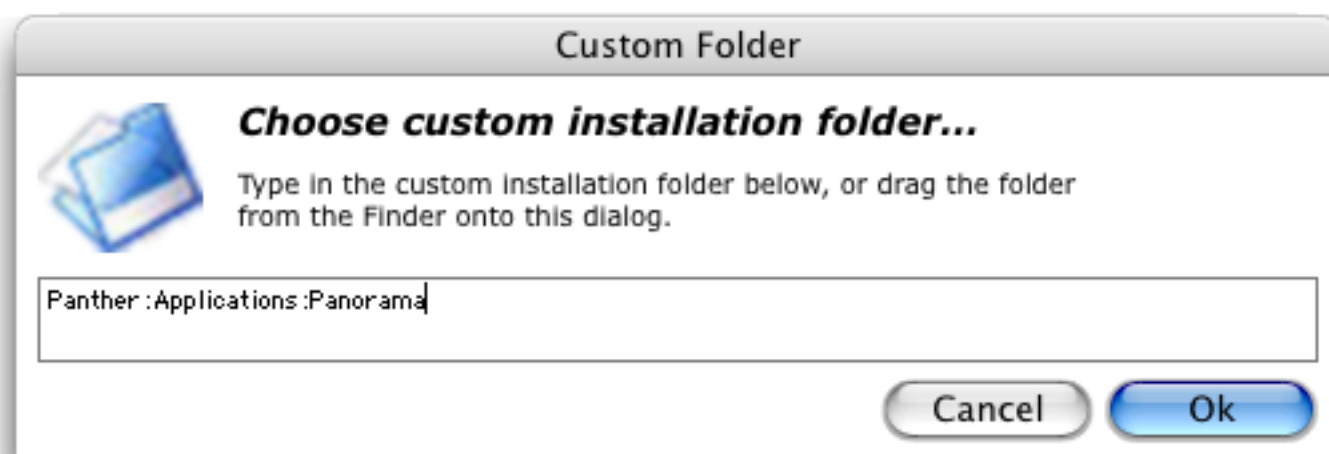 Custom Folder
Choose custom installation folder...
Type in the custom installation folder below, or drag the folder
from the Finder onto this dialog.
Panther:Applications:Panorama
Cancel
Ok